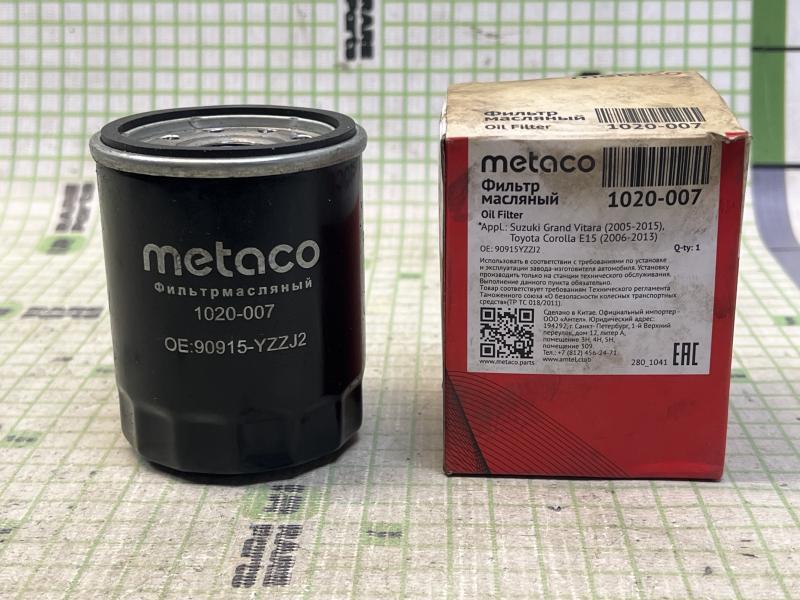 metaco
Фильтрмасляный
1020-007
OE:90915-YZZJ2
Фильтр
масляный
Oil Filter
1020-007
metaco
Фильтр
масляный
1020-007
Oil Filter
*Appl.: Suzuki Grand Vitara (2005-2015),
Toyota Corolla E15 (2006-2013)
OE: 90915YZZJ2
Q-ty: 1
Использовать в соответствии с требованиями по установке
и эксплуатации завода-изготовителя автомобиля. Установку
производить только на станции технического обслуживания.
Выполнение данного пункта обязательно.
Товар соответствует требованиям Технического регламента
Таможенного союза «О безопасности колесных транспортных
средств»(ТР ТС 018/2011).
Сделано в Китае. Официальный импортер -
ООО «Амтел». Юридический адрес:
194292, г. Санкт- Петербург, 1-й Верхний
переулок, дом 12, литер А,
помещение 3Н, 4Н, 5Н,
помещение 309.
Тел.: +7 (812) 456-24-71
www.metaco.parts
www.amtel.club
280_1041
EAC